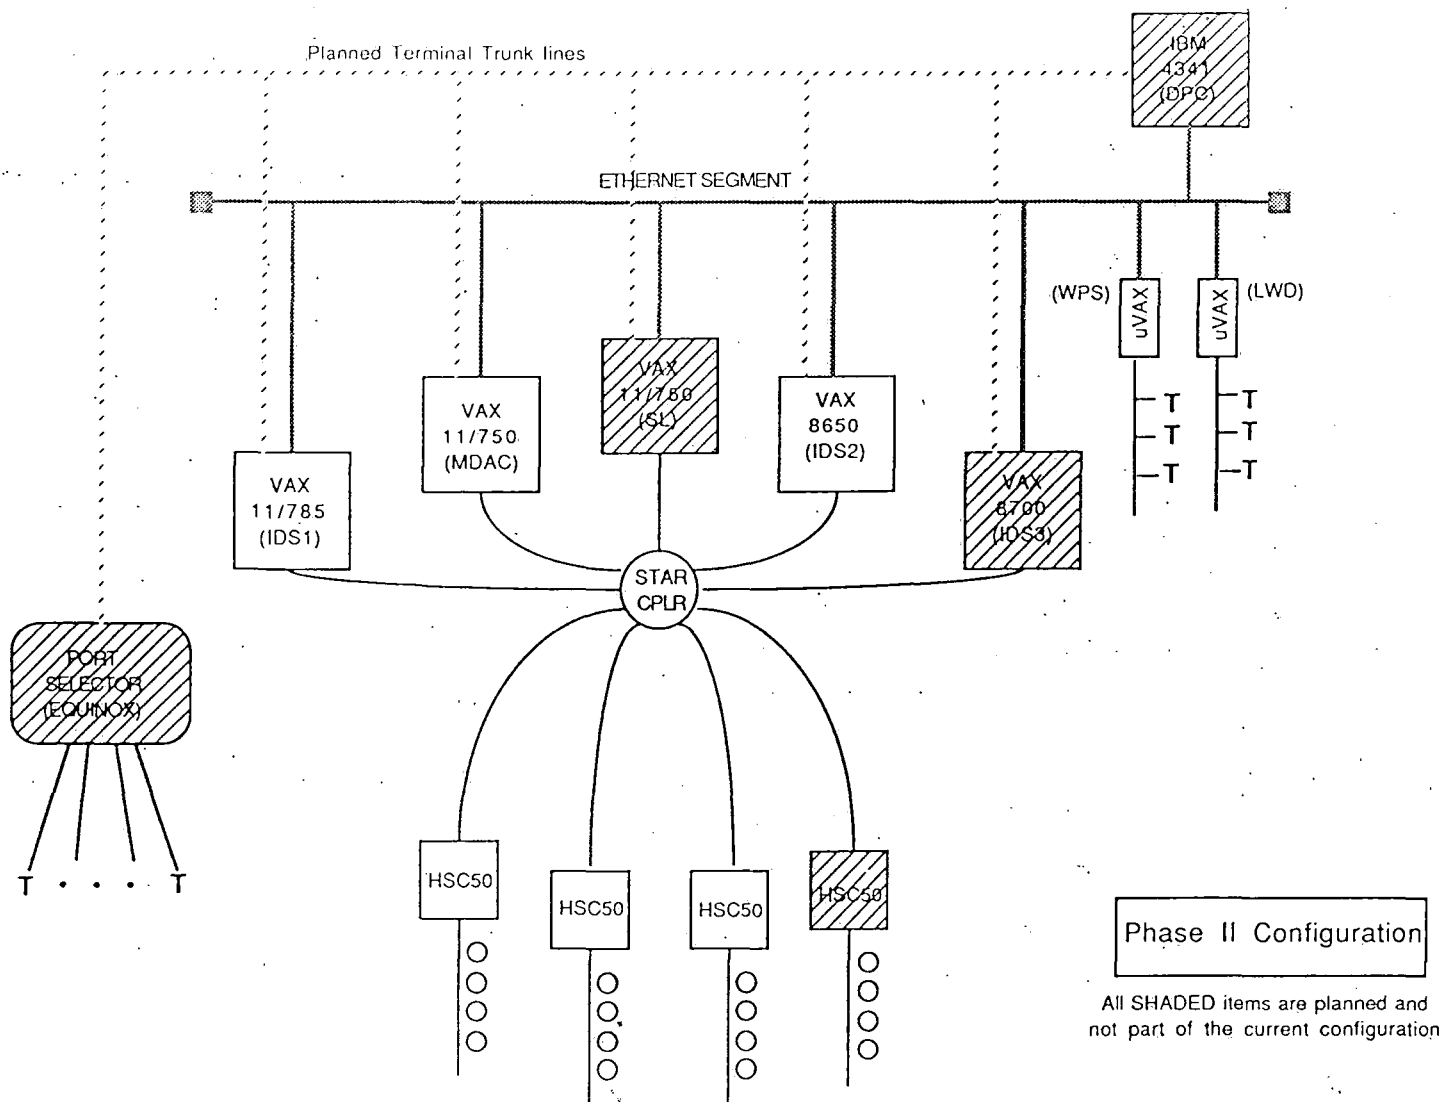 Planned Terminal Trunk lines
IBM
4341
(DPC)
ETHERNET SEGMENT
(WPS)
uVAX
uVAX
(LWD)
T
T
T
T
T
T
VAX
11/785
(IDS1)
VAX
11/750
(MDAC)
VAX
11/750
(SL)
VAX
8650
(IDS2)
VAX
8700
(IDS3)
STAR
CPLR
PORT
SELECTOR
(EQUINOX)
T . . . T
HSC50
HSC50
HSC50
HSC50
Phase II Configuration
All SHADED items are planned and
not part of the current configuration